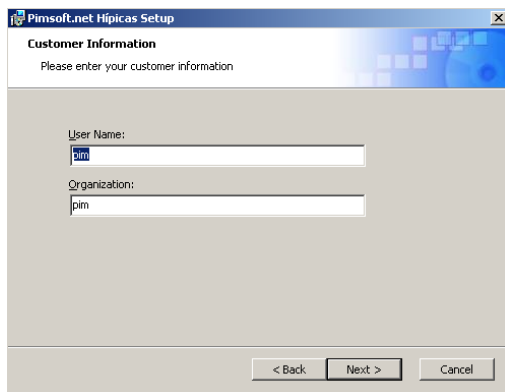 Pimsoft.net Hípicas Setup
Customer Information
Please enter your customer information
User Name:
pim
Organization:
pim
< Back
Next >
Cancel